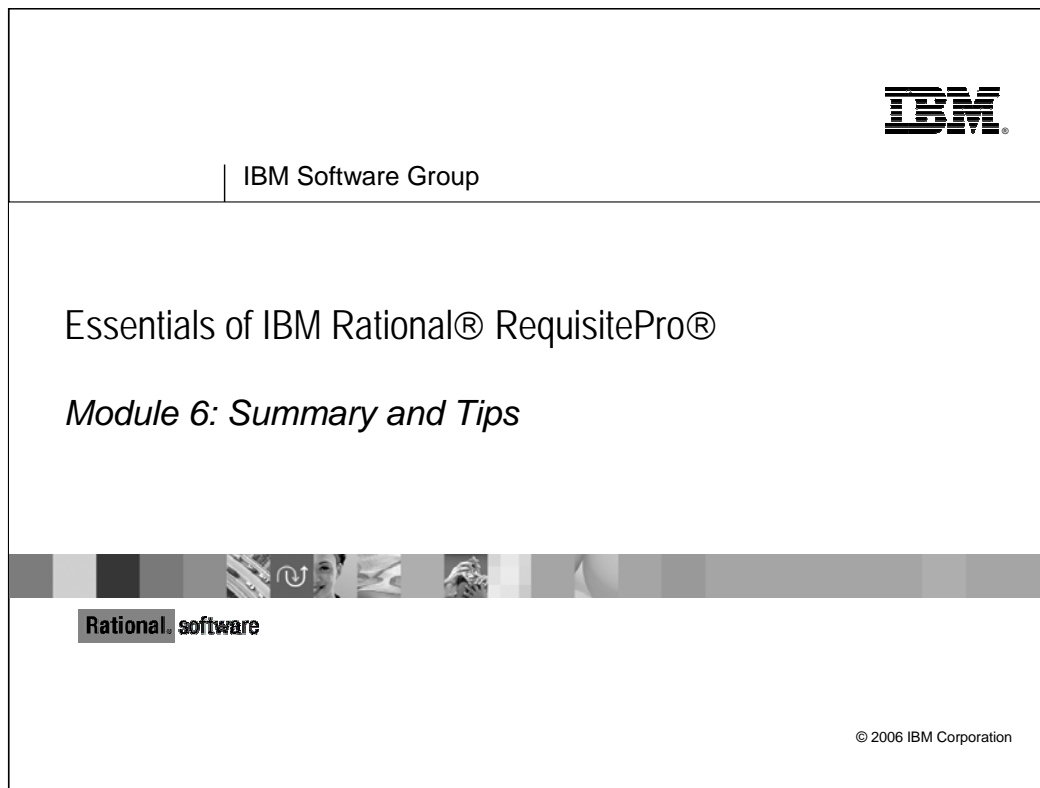 IBM®
IBM Software Group
Essentials of IBM Rational® RequisitePro®
Module 6: Summary and Tips
Rational. software
© 2006 IBM Corporation